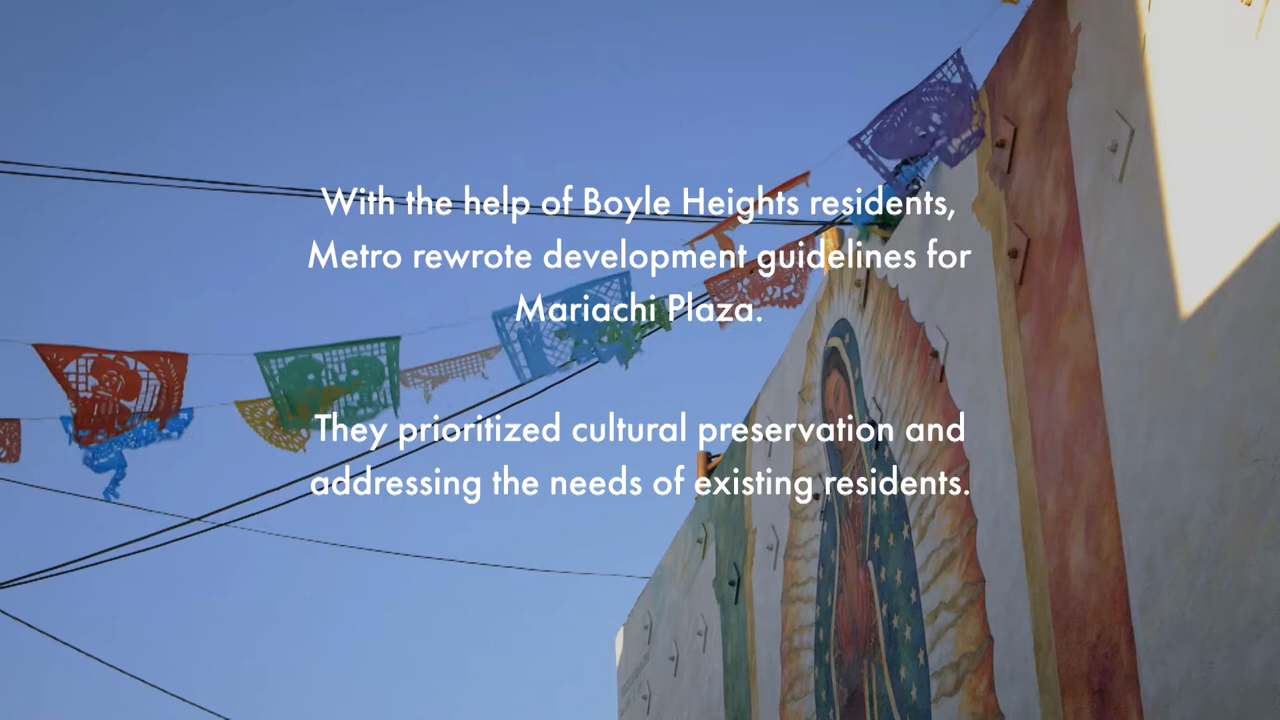 With the help of Boyle Heights residents,
Metro rewrote development guidelines for
Mariachi Plaza.
They prioritized cultural preservation and
addressing the needs of existing residents.